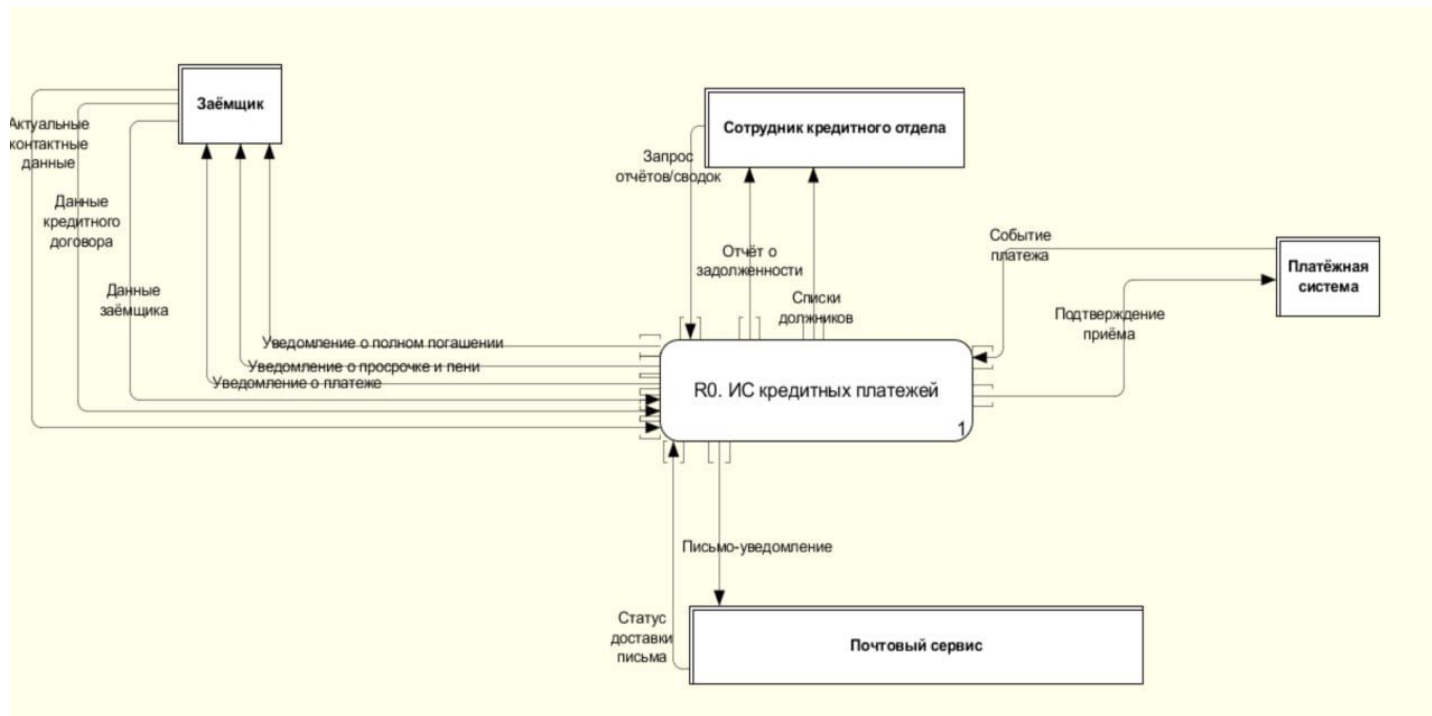 Заёмщик
Сотрудник кредитного отдела
Актуальные
контактные
данные
Запрос
отчётов/сводок
Данные
кредитного
договора
Событие
платежа
Отчёт о
задолженности
Платёжная
система
Данные
заёмщика
Списки
должников
Подтверждение
приёма
Уведомление о полном погашении
Уведомление о просрочке и пени
Уведомление о платеже
R0. ИС кредитных платежей
1
Письмо-уведомление
Статус
доставки
письма
Почтовый сервис